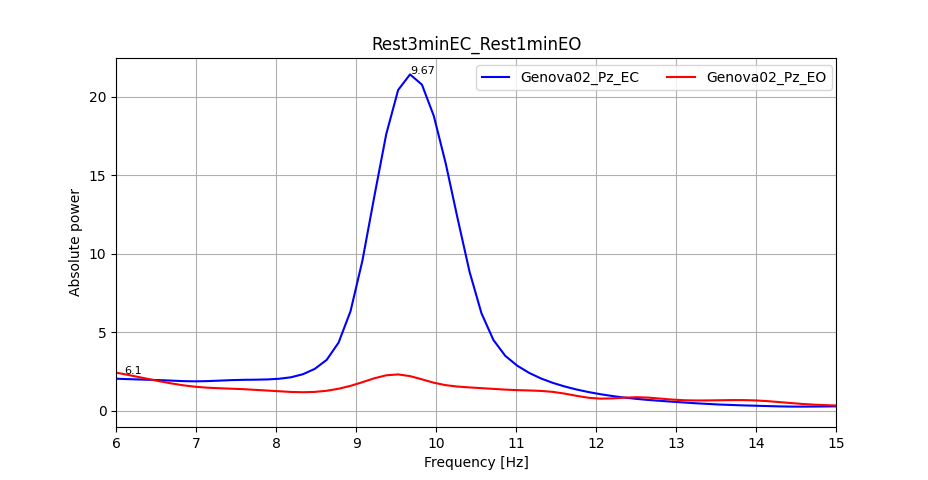 Rest3minEC_Rest1minEO
9.67
Genova02_Pz_EC
Genova02_Pz_EO
20
15
10
5
0
Absolute power
6.1
6 7 8 9 10 11 12 13 14 15
Frequency [Hz]